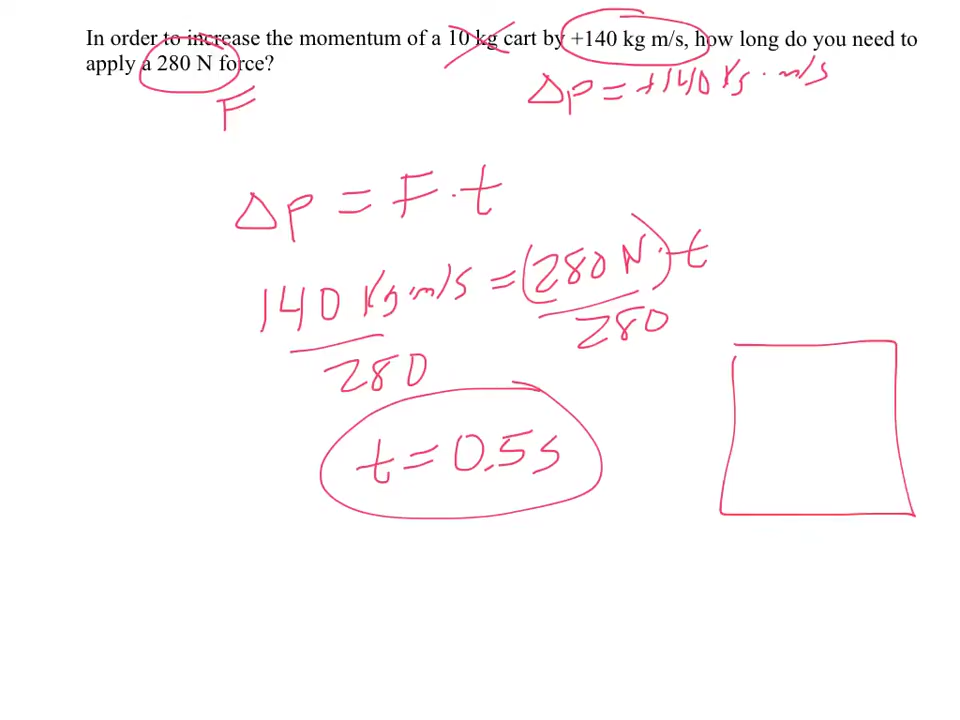 In order to increase the momentum of a 10 kg cart by +140 kg m/s, how long do you need to
apply a 280 N force?
Δp = +140 Kg · m/s
F
Δp = F · t
140 Kg · m/s = (280 N) · t
280 280
t = 0.5 s